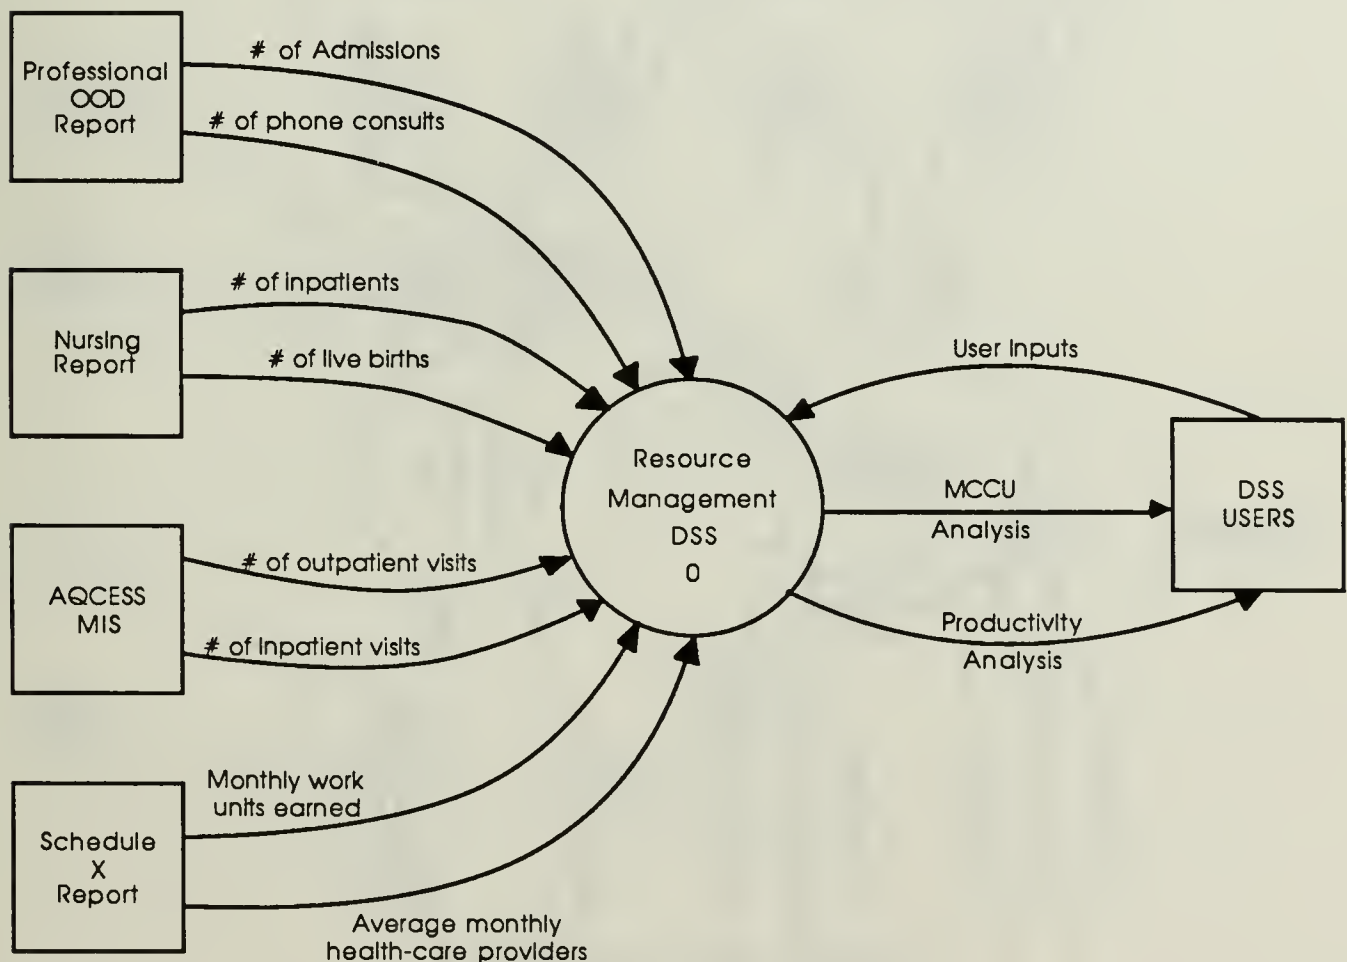 Professional
OOD
Report
# of Admissions
# of phone consults
Nursing
Report
# of inpatients
# of live births
AQCESS
MIS
# of outpatient visits
# of inpatient visits
Schedule
X
Report
Monthly work
units earned
Average monthly
health-care providers
Resource
Management
DSS
0
User inputs
MCCU
Analysis
Productivity
Analysis
DSS
USERS